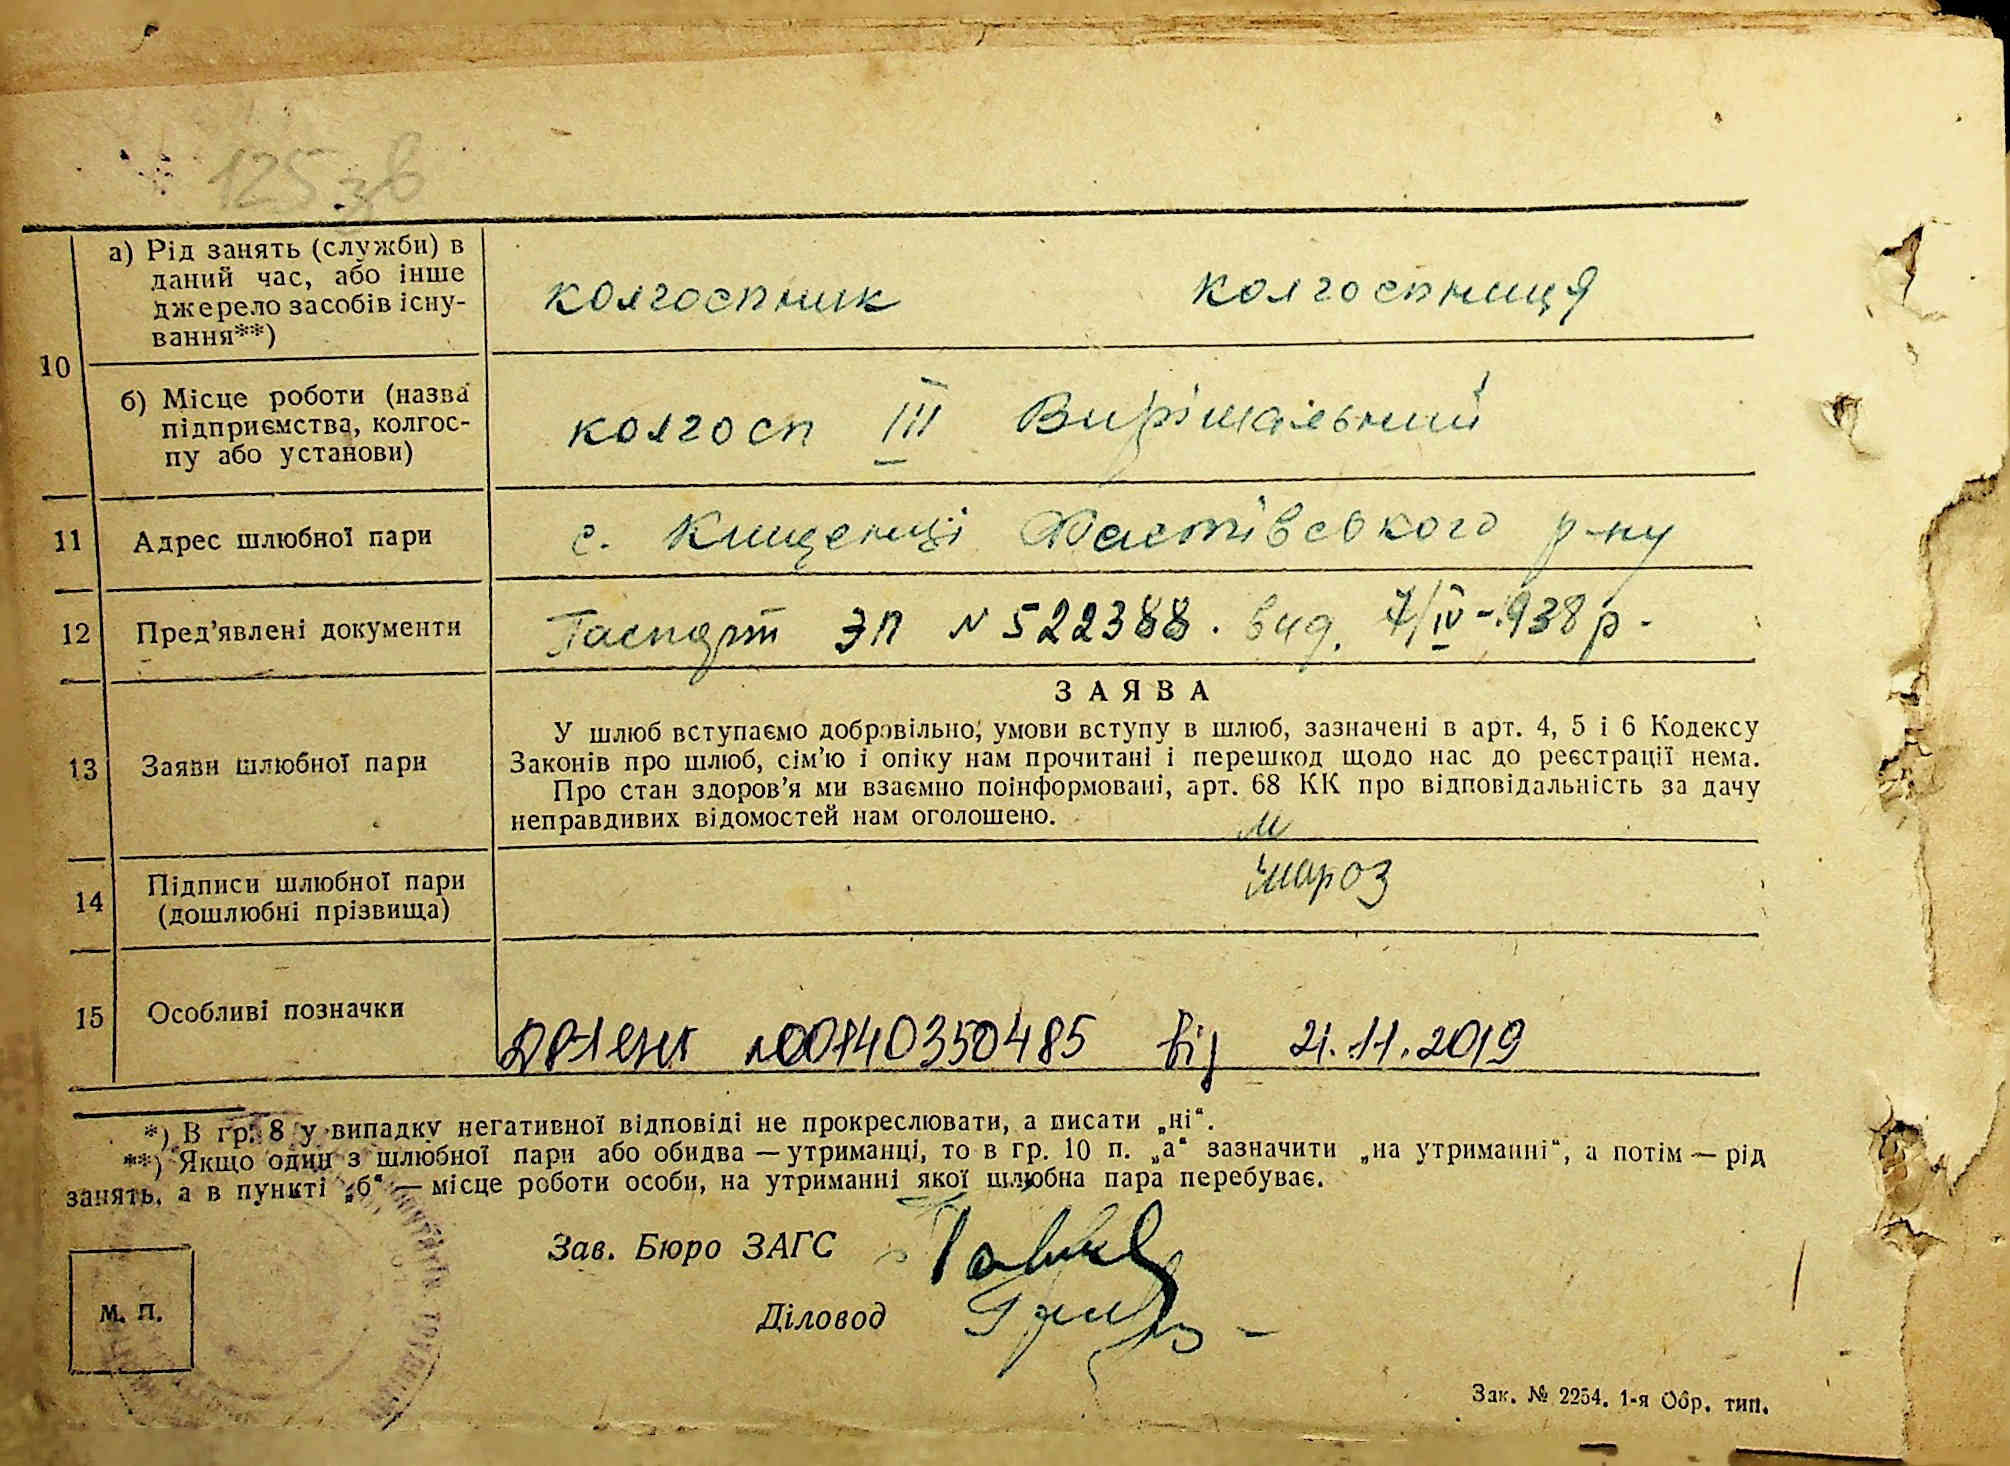 125 зв
10
а) Рід занять (служби) в
даний час, або інше
джерело засобів існу-
вання**)
колгоспник колгоспниця
б) Місце роботи (назва
підприємства, колгос-
пу або установи)
колгосп III Вирішальний
11 Адрес шлюбної пари с. Кищенці Фастівського р-ну
12 Пред'явлені документи Паспорт ЭП N 522388. вид. 7/IV-938 р.
13 Заяви шлюбної пари
ЗАЯВА
У шлюб вступаємо добровільно, умови вступу в шлюб, зазначені в арт. 4, 5 і 6 Кодексу
Законів про шлюб, сім'ю і опіку нам прочитані і перешкод щодо нас до реєстрації нема.
Про стан здоров'я ми взаємно поінформовані, арт. 68 КК про відповідальність за дачу
неправдивих відомостей нам оголошено.
14 Підписи шлюбної пари
(дошлюбні прізвища)
М
Мароз
15 Особливі позначки
№00140350485 від 21.11.2019
*) В гр. 8 у випадку негативної відповіді не прокреслювати, а писати „ні“.
**) Якщо один з шлюбної пари або обидва — утриманці, то в гр. 10 п. „а“ зазначити „на утриманні“, а потім — рід
занять, а в пункті „б“ — місце роботи особи, на утриманні якої шлюбна пара перебуває.
Зав. Бюро ЗАГС
Діловод
М. П.
Зак. № 2254. 1-я Обр. тип.